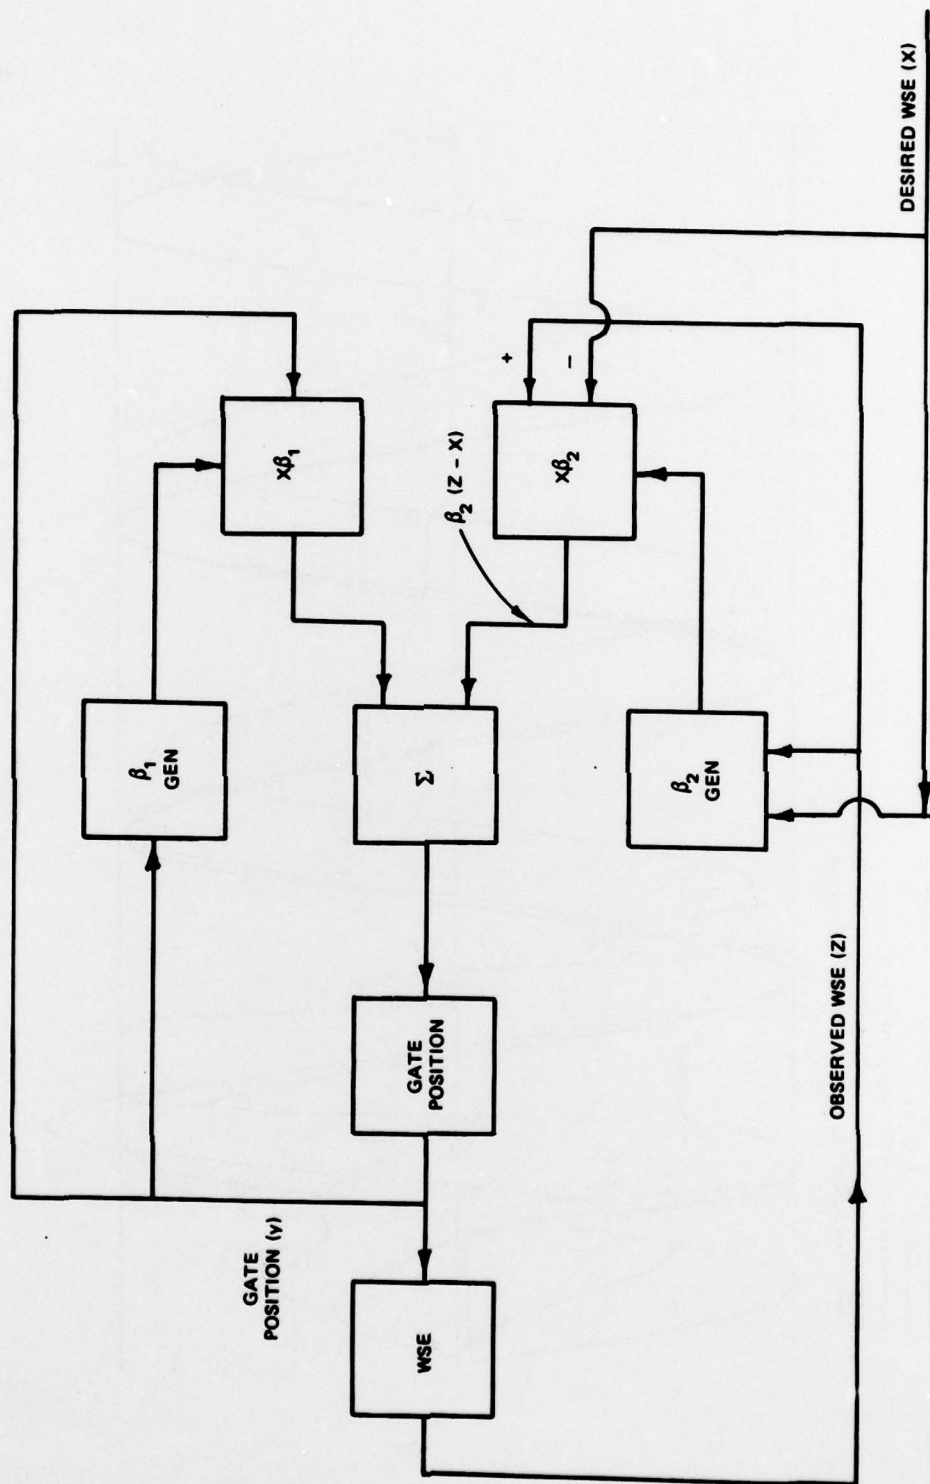 DESIRED WSE (X)
Xβ₁
+
−
Xβ₂
β₂ (Z − X)
β₁
GEN
Σ
β₂
GEN
GATE
POSITION
OBSERVED WSE (Z)
GATE
POSITION (y)
WSE